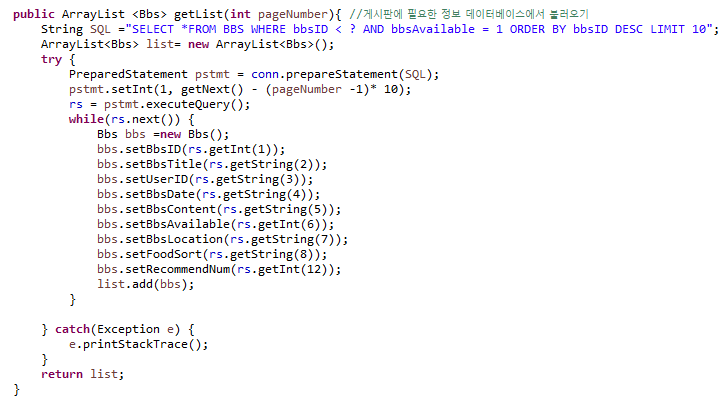 public ArrayList <Bbs> getList(int pageNumber){ //게시판에 필요한 정보 데이터베이스에서 불러오기
String SQL ="SELECT *FROM BBS WHERE bbsID < ? AND bbsAvailable = 1 ORDER BY bbsID DESC LIMIT 10";
ArrayList<Bbs> list= new ArrayList<Bbs>();
try {
PreparedStatement pstmt = conn.prepareStatement(SQL);
pstmt.setInt(1, getNext() - (pageNumber -1)* 10);
rs = pstmt.executeQuery();
while(rs.next()) {
Bbs bbs =new Bbs();
bbs.setBbsID(rs.getInt(1));
bbs.setBbsTitle(rs.getString(2));
bbs.setUserID(rs.getString(3));
bbs.setBbsDate(rs.getString(4));
bbs.setBbsContent(rs.getString(5));
bbs.setBbsAvailable(rs.getInt(6));
bbs.setBbsLocation(rs.getString(7));
bbs.setFoodSort(rs.getString(8));
bbs.setRecommendNum(rs.getInt(12));
list.add(bbs);
}
} catch(Exception e) {
e.printStackTrace();
}
return list;
}